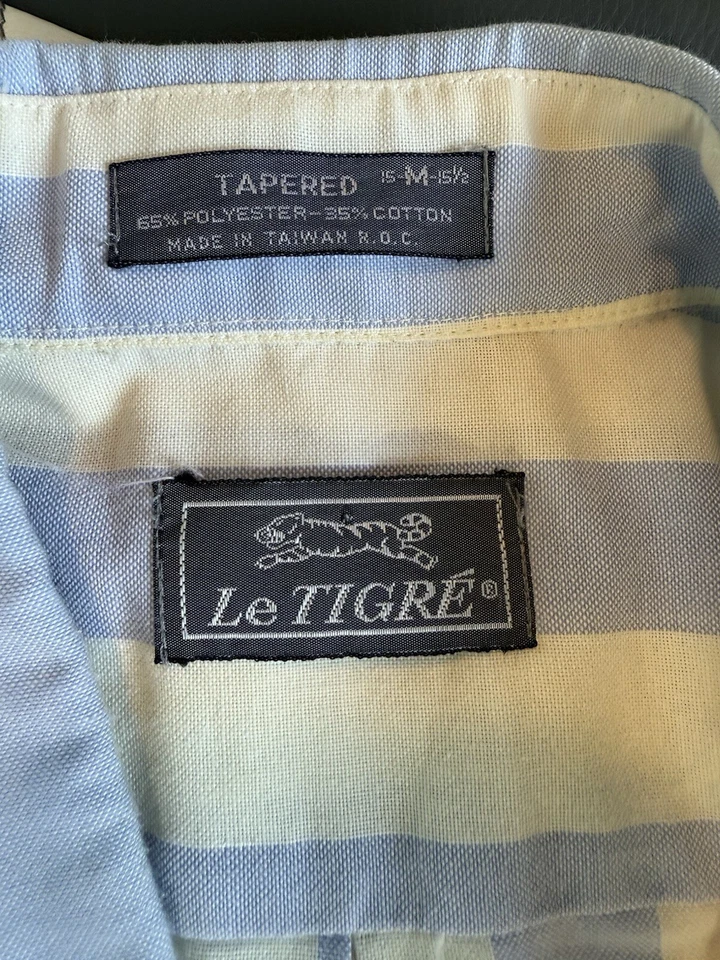 TAPERED 15-M-15½
65% POLYESTER-35% COTTON
MADE IN TAIWAN R.O.C.
Le TIGRÉ®